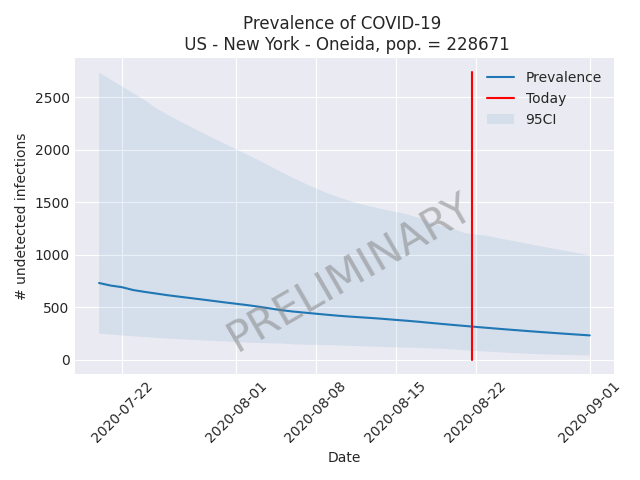 Prevalence of COVID-19
US - New York - Oneida, pop. = 228671
Prevalence
Today
95CI
# undetected infections
2500
2000
1500
1000
500
0
PRELIMINARY
2020-07-22
2020-08-01
2020-08-08
2020-08-15
2020-08-22
2020-09-01
Date